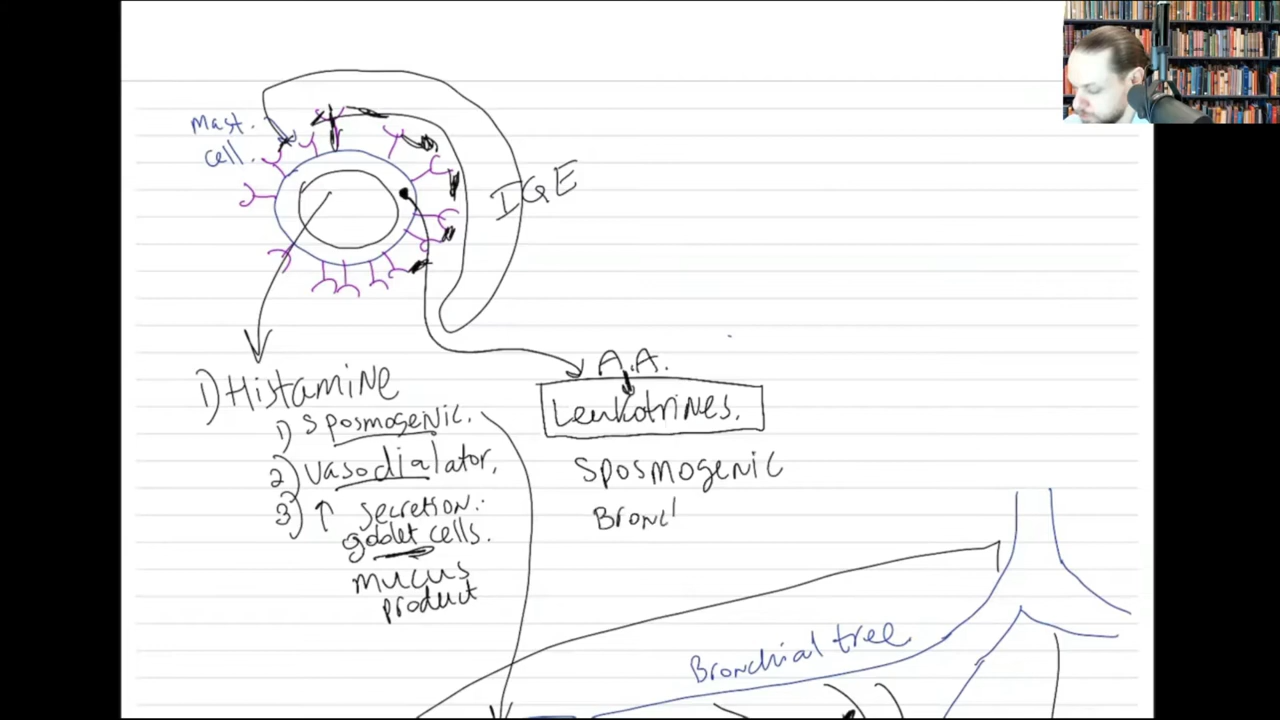 Mast.
cell.
IGE
1) Histamine
1) Sposmogenic.
2) Vasodialator,
3) ↑ Secretion.
goblet cells.
mucus
product
A.A.
Leukotrines.
Sposmogenic
Bronc
Bronchial tree